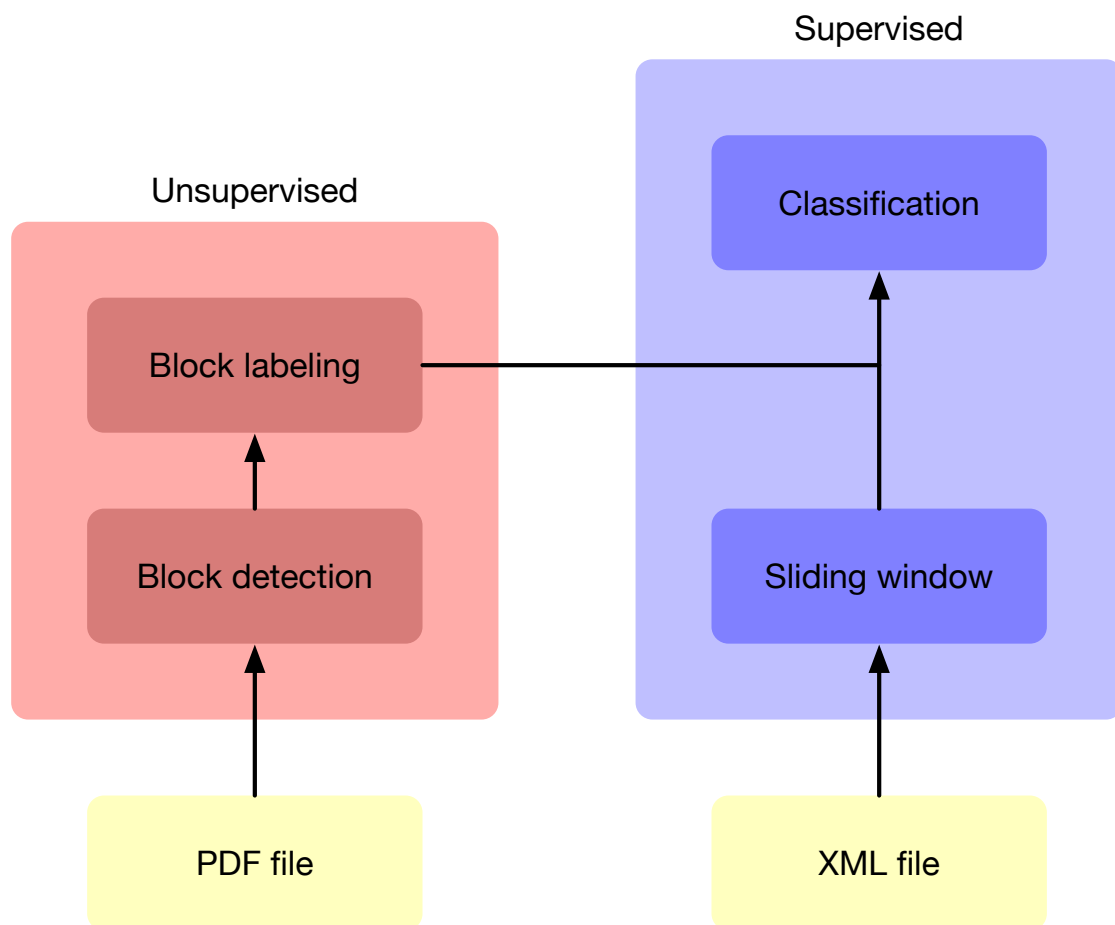 Supervised
Unsupervised
Classification
Block labeling
Block detection
Sliding window
PDF file
XML file